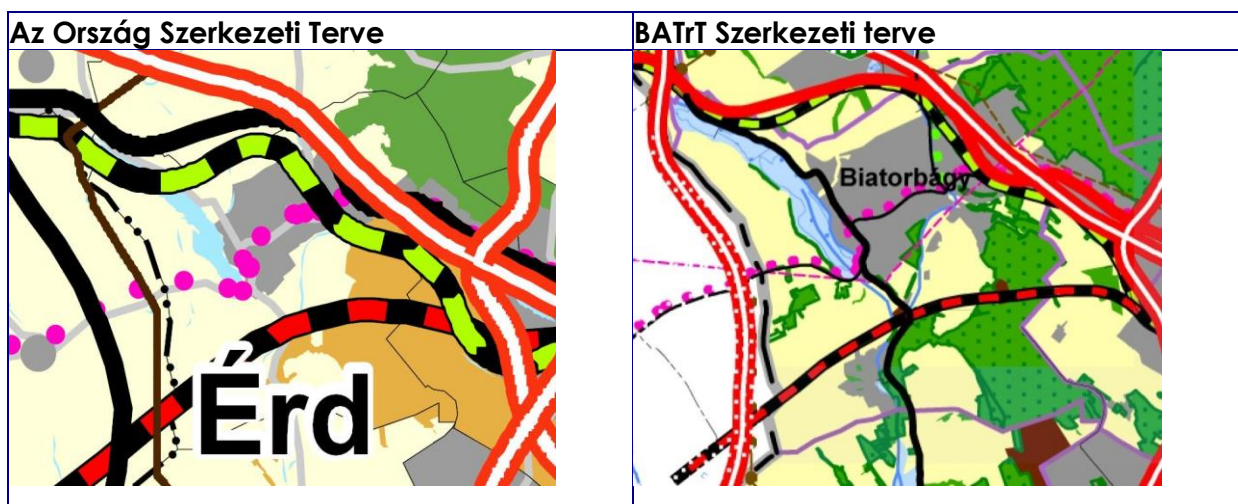 Az Ország Szerkezeti Terve
BATrT Szerkezeti terve
Érd
Biatorbágy